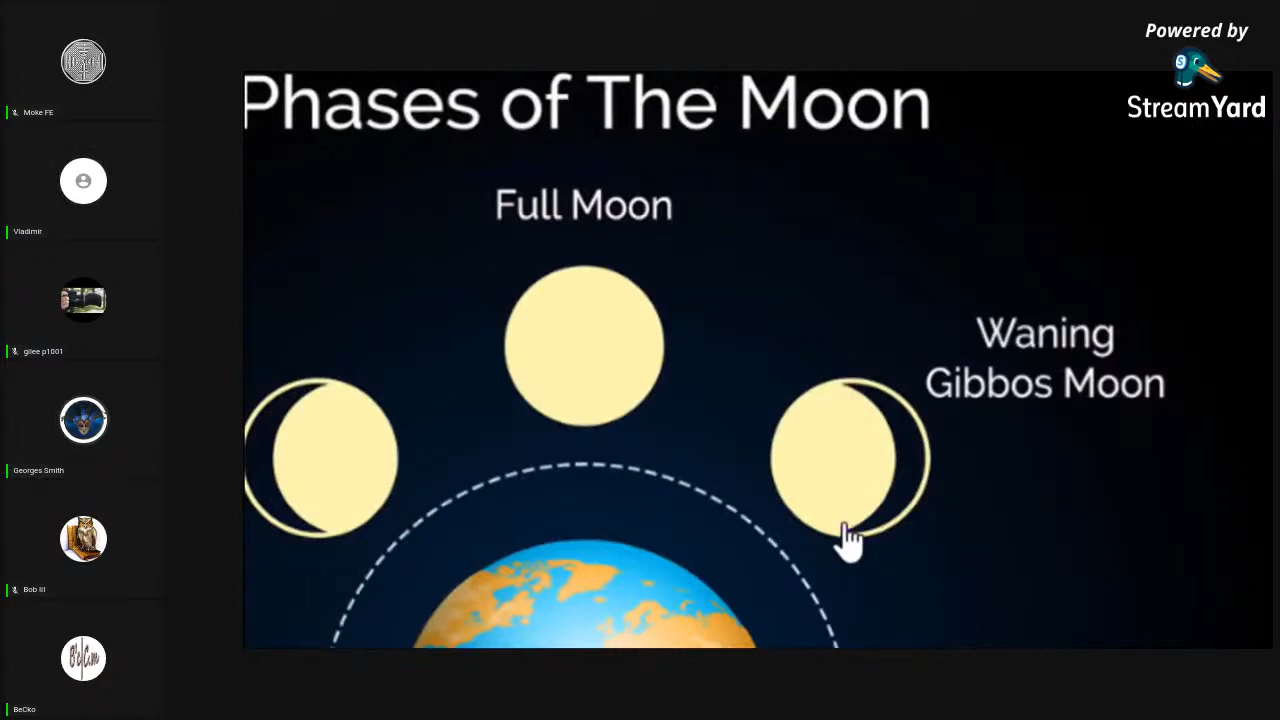 Powered by
StreamYard
Phases of The Moon
Full Moon
Waning
Gibbos Moon
Moke FE
Vladimir
gilee p1001
Georges Smith
Bob III
BeCko